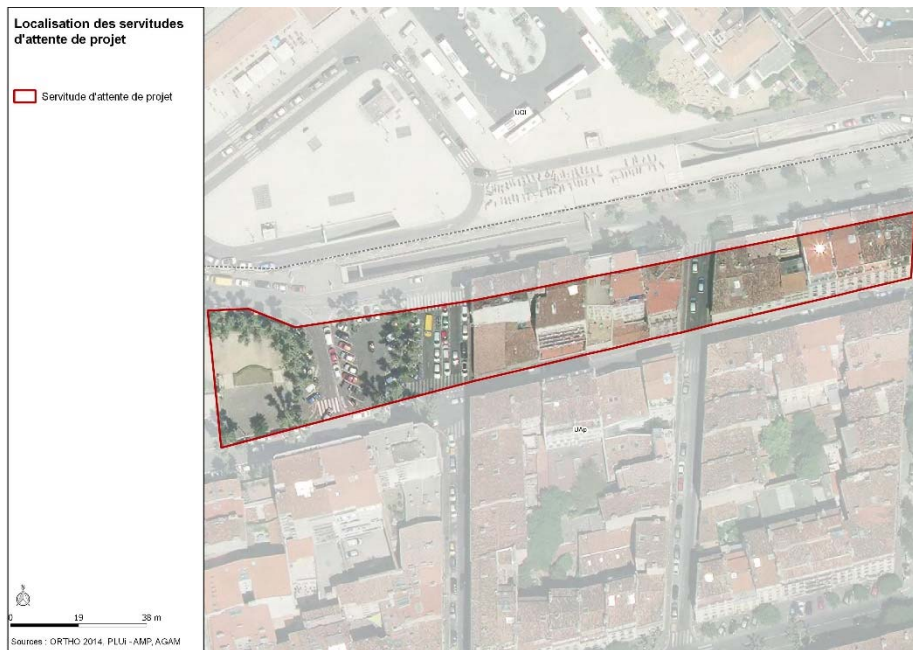 Localisation des servitudes
d'attente de projet
Servitude d'attente de projet
UQI
UAp
N
0 19 38 m
Sources : ORTHO 2014, PLUi - AMP, AGAM